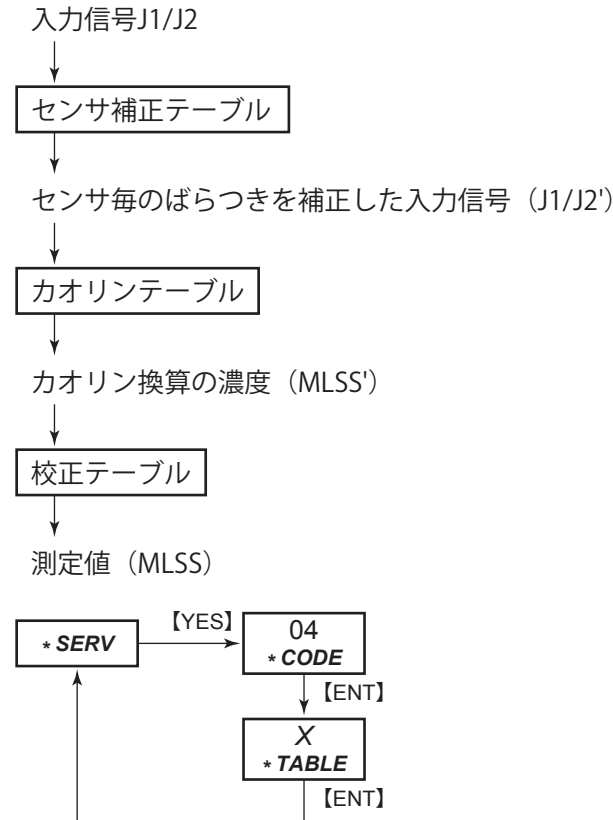 入力信号J1/J2
センサ補正テーブル
センサ毎のばらつきを補正した入力信号（J1/J2'）
カオリンテーブル
カオリン換算の濃度（MLSS'）
校正テーブル
測定値（MLSS）
* SERV
【YES】
04
* CODE
【ENT】
X
* TABLE
【ENT】